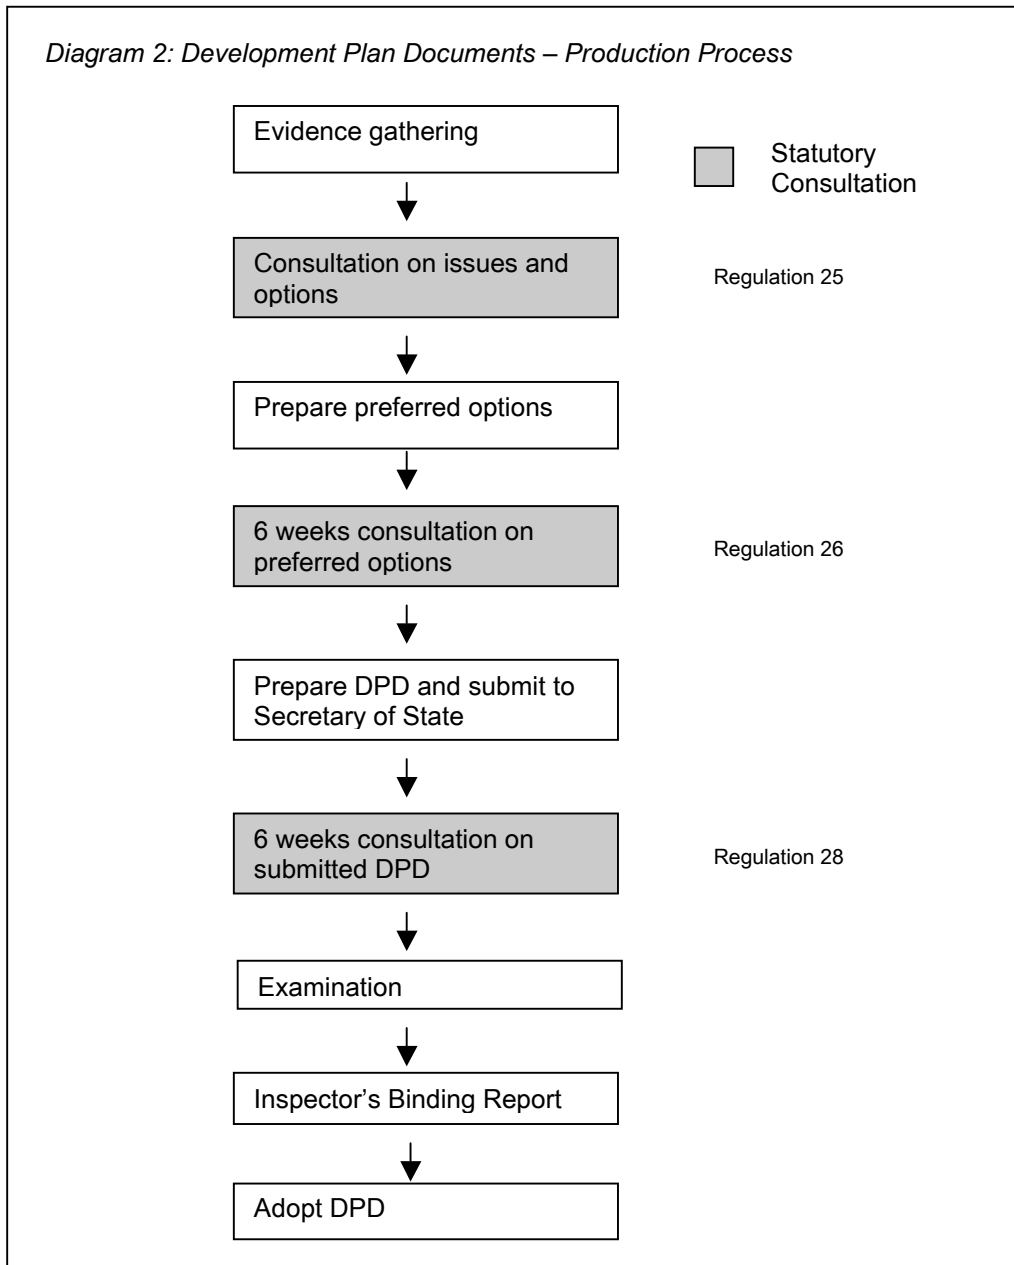 Diagram 2: Development Plan Documents – Production Process
Evidence gathering
Statutory
Consultation
Consultation on issues and
options
Regulation 25
Prepare preferred options
6 weeks consultation on
preferred options
Regulation 26
Prepare DPD and submit to
Secretary of State
6 weeks consultation on
submitted DPD
Regulation 28
Examination
Inspector’s Binding Report
Adopt DPD